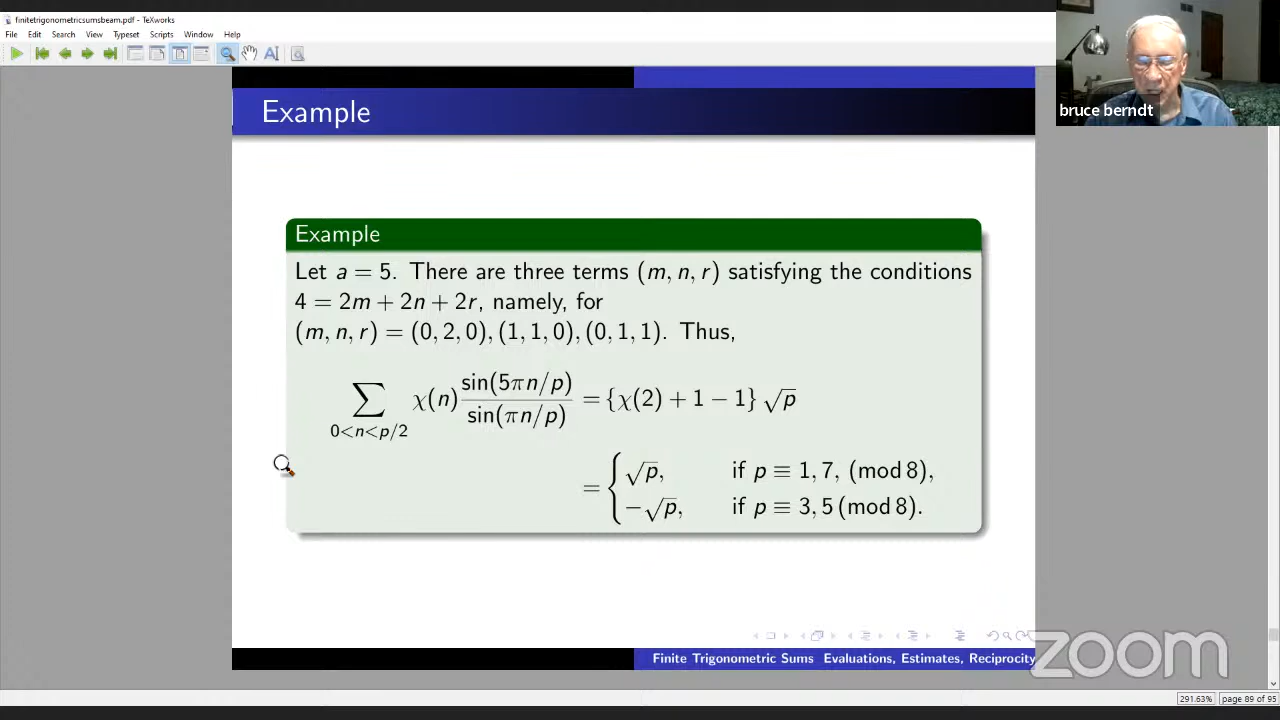 finitetrigonometricsumsbeam.pdf - TeXworks
File Edit Search View Typeset Scripts Window Help
bruce berndt
Example
Example
Let a = 5. There are three terms (m, n, r) satisfying the conditions
4 = 2m + 2n + 2r, namely, for
(m, n, r) = (0, 2, 0), (1, 1, 0), (0, 1, 1). Thus,
∑_{0<n<p/2} χ(n) sin(5πn/p)/sin(πn/p) = {χ(2) + 1 − 1} √p
= { √p, if p ≡ 1, 7, (mod 8),
−√p, if p ≡ 3, 5 (mod 8).
Finite Trigonometric Sums Evaluations, Estimates, Reciprocity
zoom
291.63% page 89 of 95